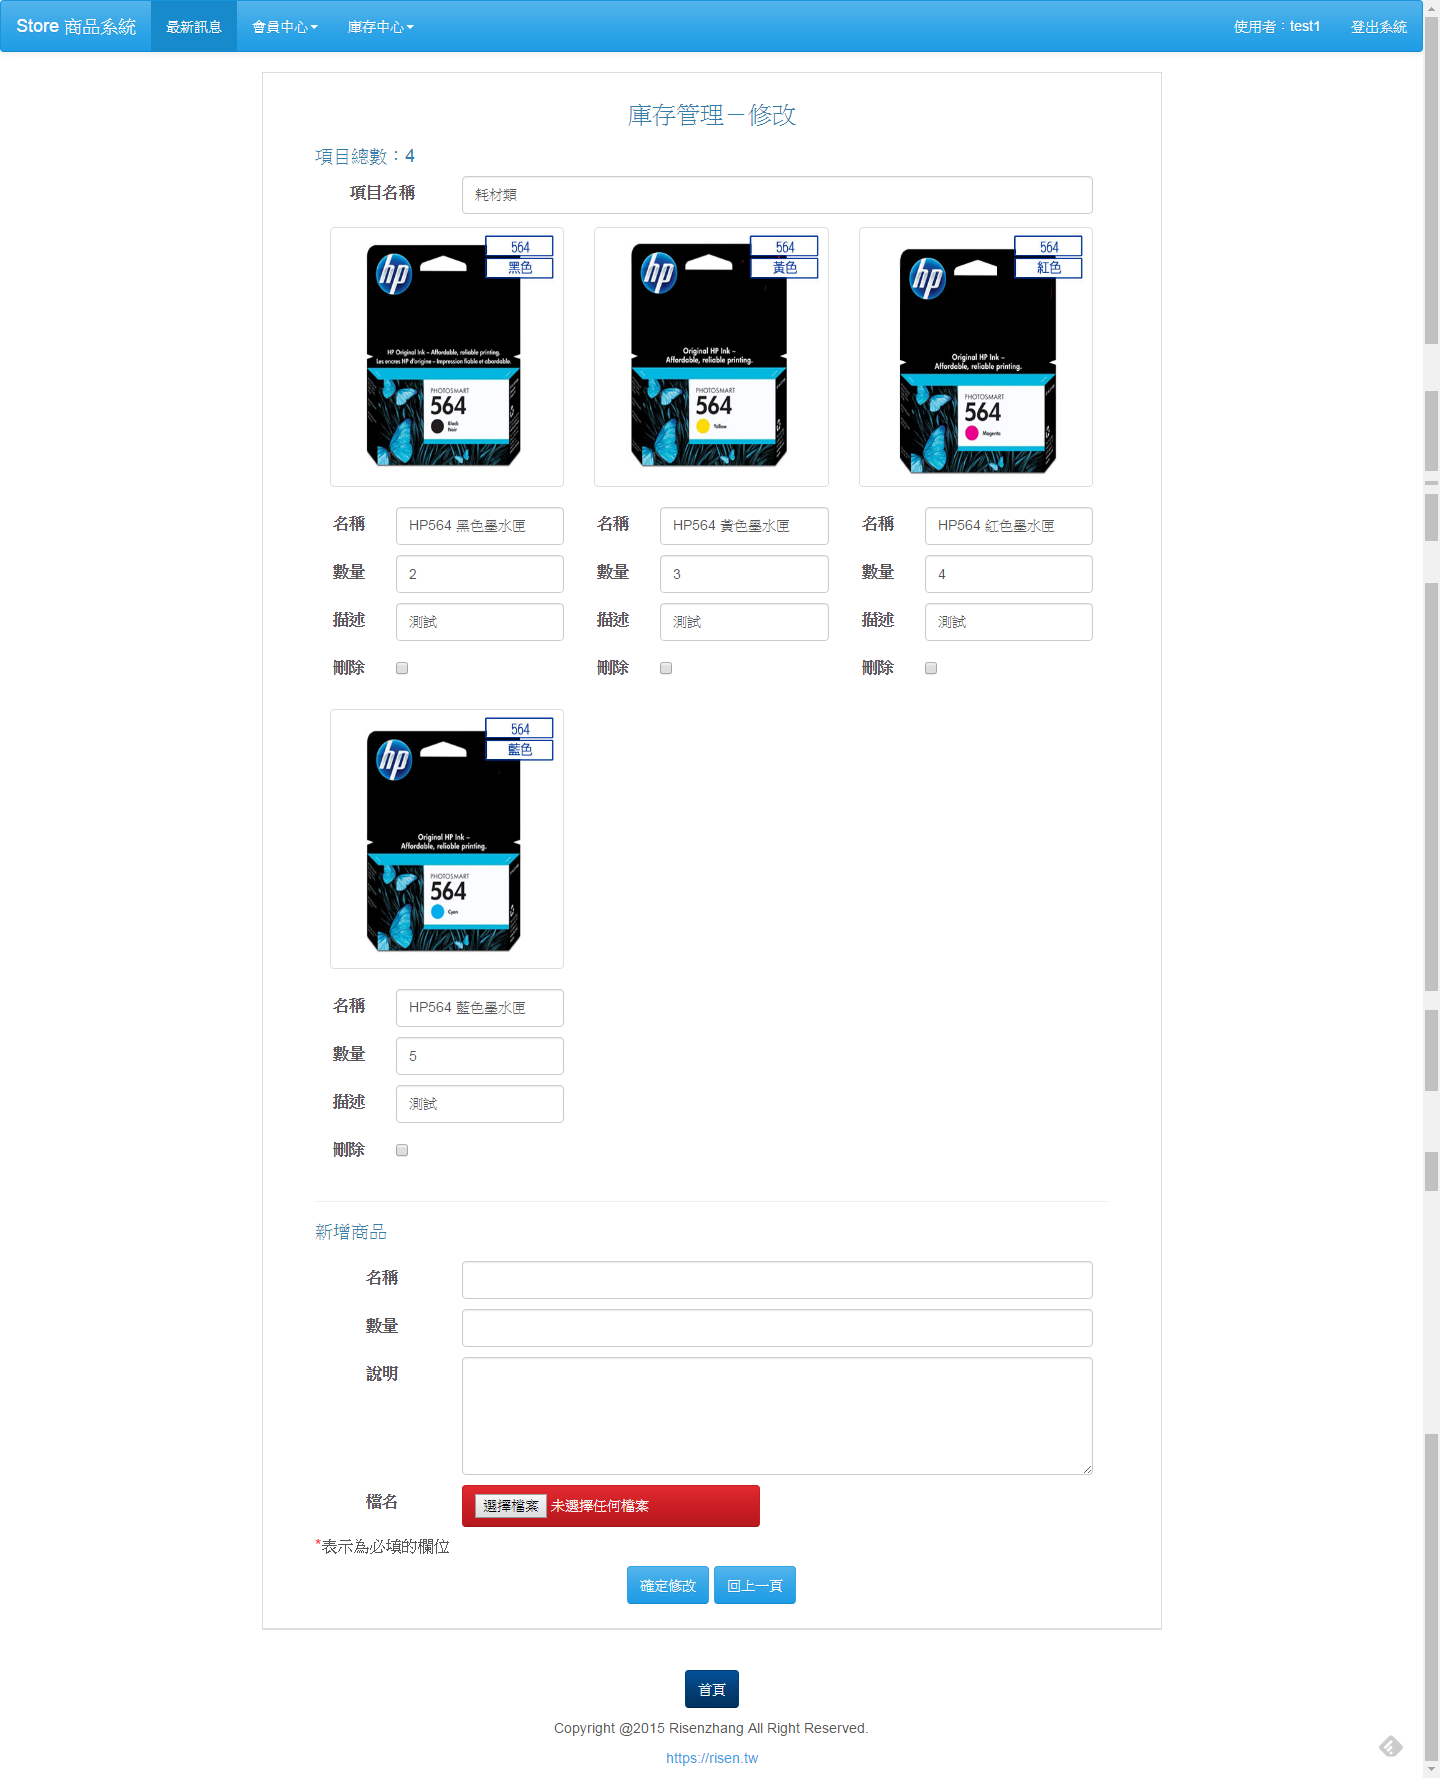 Store 商品系統 最新訊息 會員中心 庫存中心 使用者：test1 登出系統
庫存管理－修改
項目總數：4
項目名稱 耗材類
564
黑色
hp
HP Original Ink – Affordable, reliable printing.
Les encres HP d'origine – Impression fiable et abordable.
PHOTOSMART
564
Black
Noir
564
黃色
hp
Original HP Ink –
Affordable, reliable printing.
PHOTOSMART
564
Yellow
564
紅色
hp
Original HP Ink –
Affordable, reliable printing.
PHOTOSMART
564
Magenta
名稱 HP564 黑色墨水匣 名稱 HP564 黃色墨水匣 名稱 HP564 紅色墨水匣
數量 2 數量 3 數量 4
描述 測試 描述 測試 描述 測試
刪除 刪除 刪除
564
藍色
hp
Original HP Ink –
Affordable, reliable printing.
PHOTOSMART
564
Cyan
名稱 HP564 藍色墨水匣
數量 5
描述 測試
刪除
新增商品
名稱
數量
說明
檔名 選擇檔案 未選擇任何檔案
*表示為必填的欄位
確定修改 回上一頁
首頁
Copyright @2015 Risenzhang All Right Reserved.
https://risen.tw